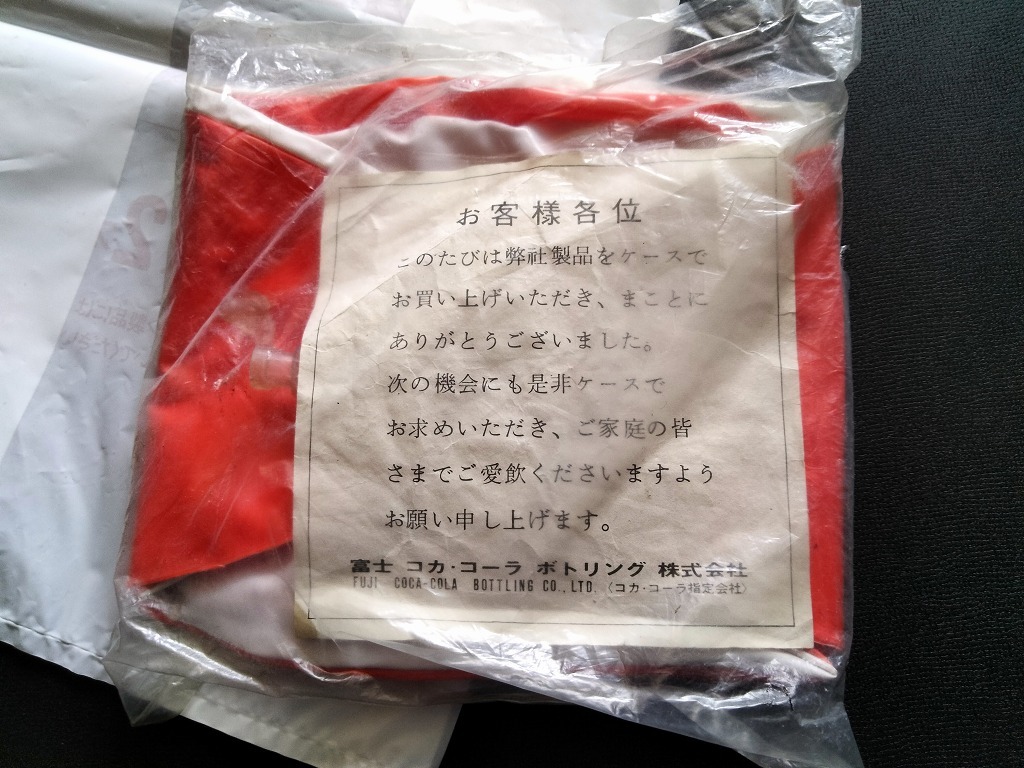 お客様各位
このたびは弊社製品をケースで
お買い上げいただき、まことに
ありがとうございました。
次の機会にも是非ケースで
お求めいただき、ご家庭の皆
さまでご愛飲くださいますよう
お願い申し上げます。
富士 コカ・コーラ ボトリング 株式会社
FUJI COCA-COLA BOTTLING CO., LTD. 〈コカ・コーラ指定会社〉